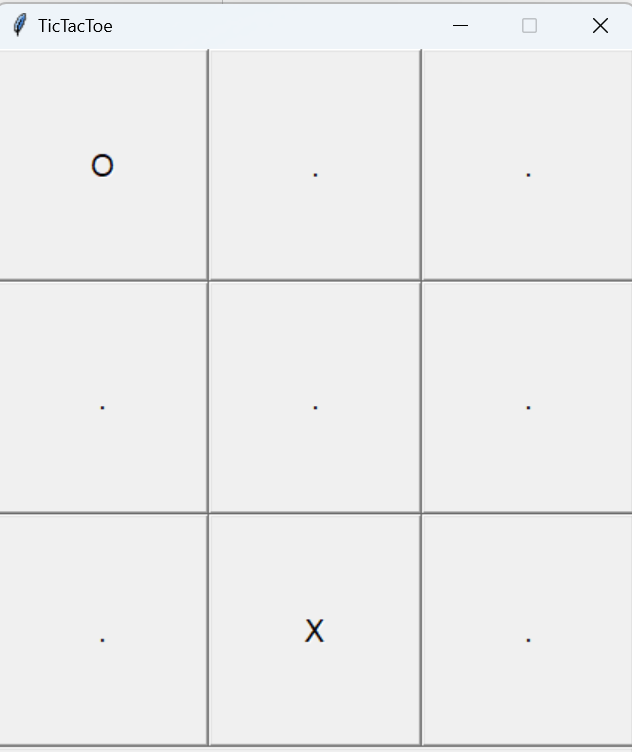 TicTacToe
O . .
. . .
. X .